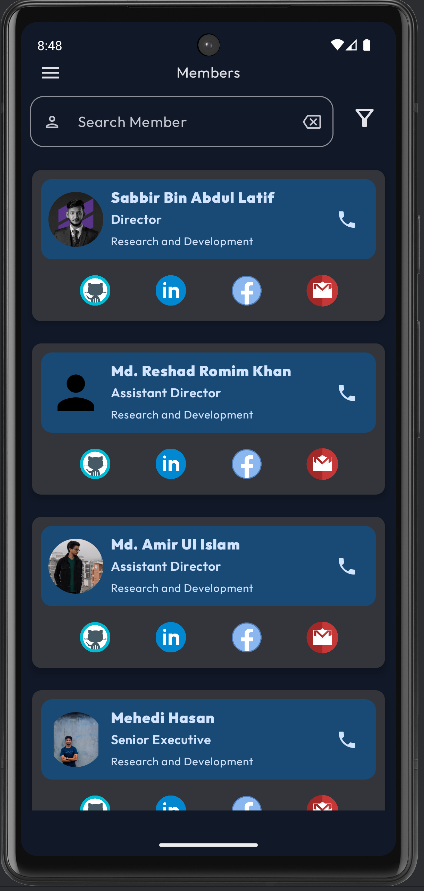 8:48
Members
Search Member
Sabbir Bin Abdul Latif
Director
Research and Development
in
f
Md. Reshad Romim Khan
Assistant Director
Research and Development
in
f
Md. Amir Ul Islam
Assistant Director
Research and Development
in
f
Mehedi Hasan
Senior Executive
Research and Development
in
f